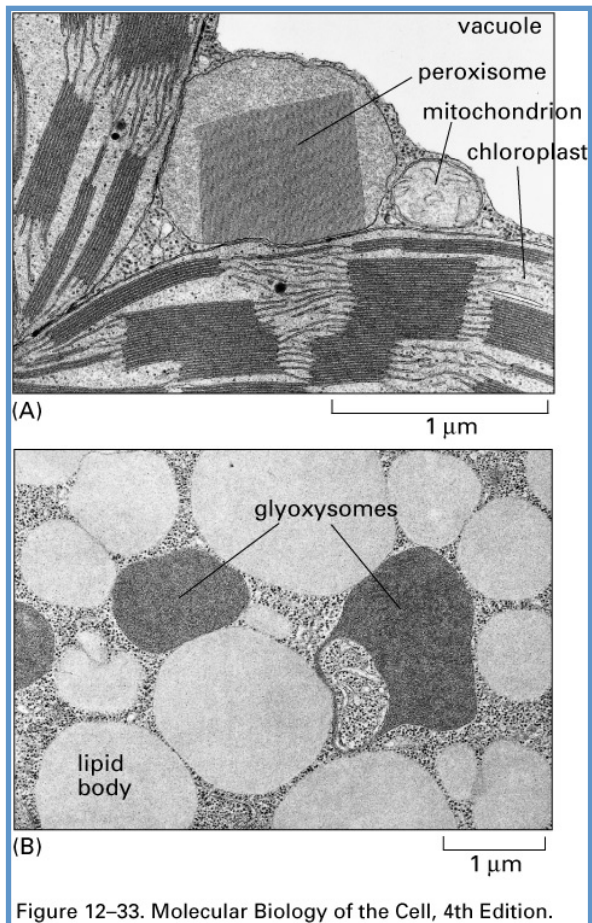 vacuole
peroxisome
mitochondrion
chloroplast
(A)
1 μm
glyoxysomes
lipid
body
(B)
1 μm
Figure 12–33. Molecular Biology of the Cell, 4th Edition.